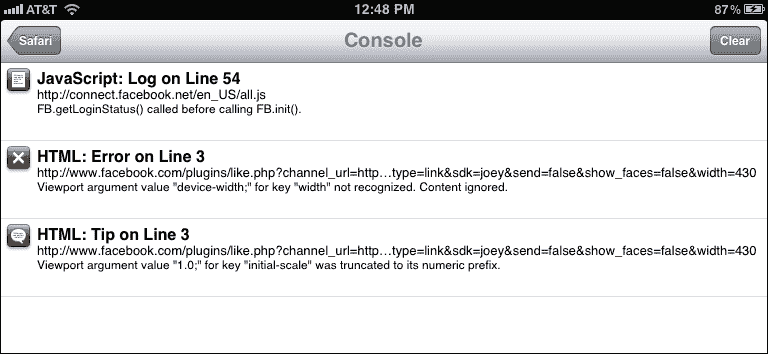 AT&T 12:48 PM 87%
Safari Console Clear
JavaScript: Log on Line 54
http://connect.facebook.net/en_US/all.js
FB.getLoginStatus() called before calling FB.init().
HTML: Error on Line 3
http://www.facebook.com/plugins/like.php?channel_url=http...type=link&sdk=joey&send=false&show_faces=false&width=430
Viewport argument value "device-width;" for key "width" not recognized. Content ignored.
HTML: Tip on Line 3
http://www.facebook.com/plugins/like.php?channel_url=http...type=link&sdk=joey&send=false&show_faces=false&width=430
Viewport argument value "1.0;" for key "initial-scale" was truncated to its numeric prefix.